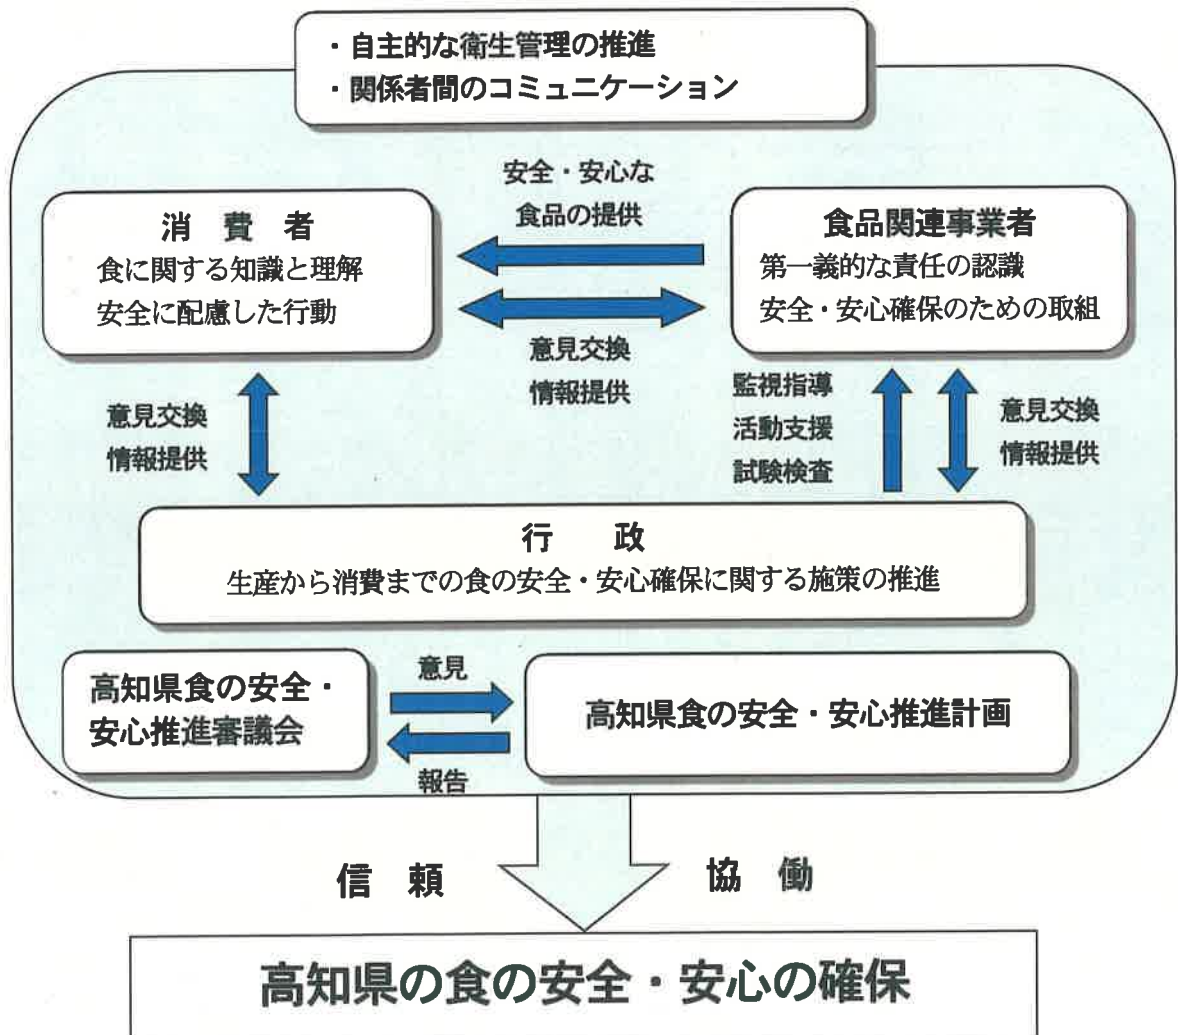 ・自主的な衛生管理の推進
・関係者間のコミュニケーション
安全・安心な
食品の提供
消　費　者
食に関する知識と理解
安全に配慮した行動
食品関連事業者
第一義的な責任の認識
安全・安心確保のための取組
意見交換
情報提供
意見交換
情報提供
監視指導
活動支援
試験検査
意見交換
情報提供
行　　政
生産から消費までの食の安全・安心確保に関する施策の推進
高知県食の安全・
安心推進審議会
意見
報告
高知県食の安全・安心推進計画
信　頼
協　働
高知県の食の安全・安心の確保